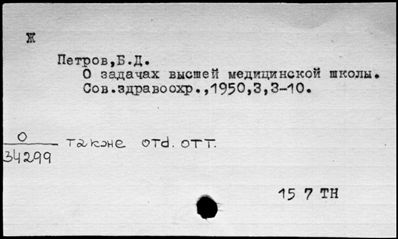 Ж
Петров,Б.Д.
О задачах высшей медицинской школы.
Сов.здравоохр.,1950,3,3-10.
О
34299
также отд. отт.
15 7 ТН